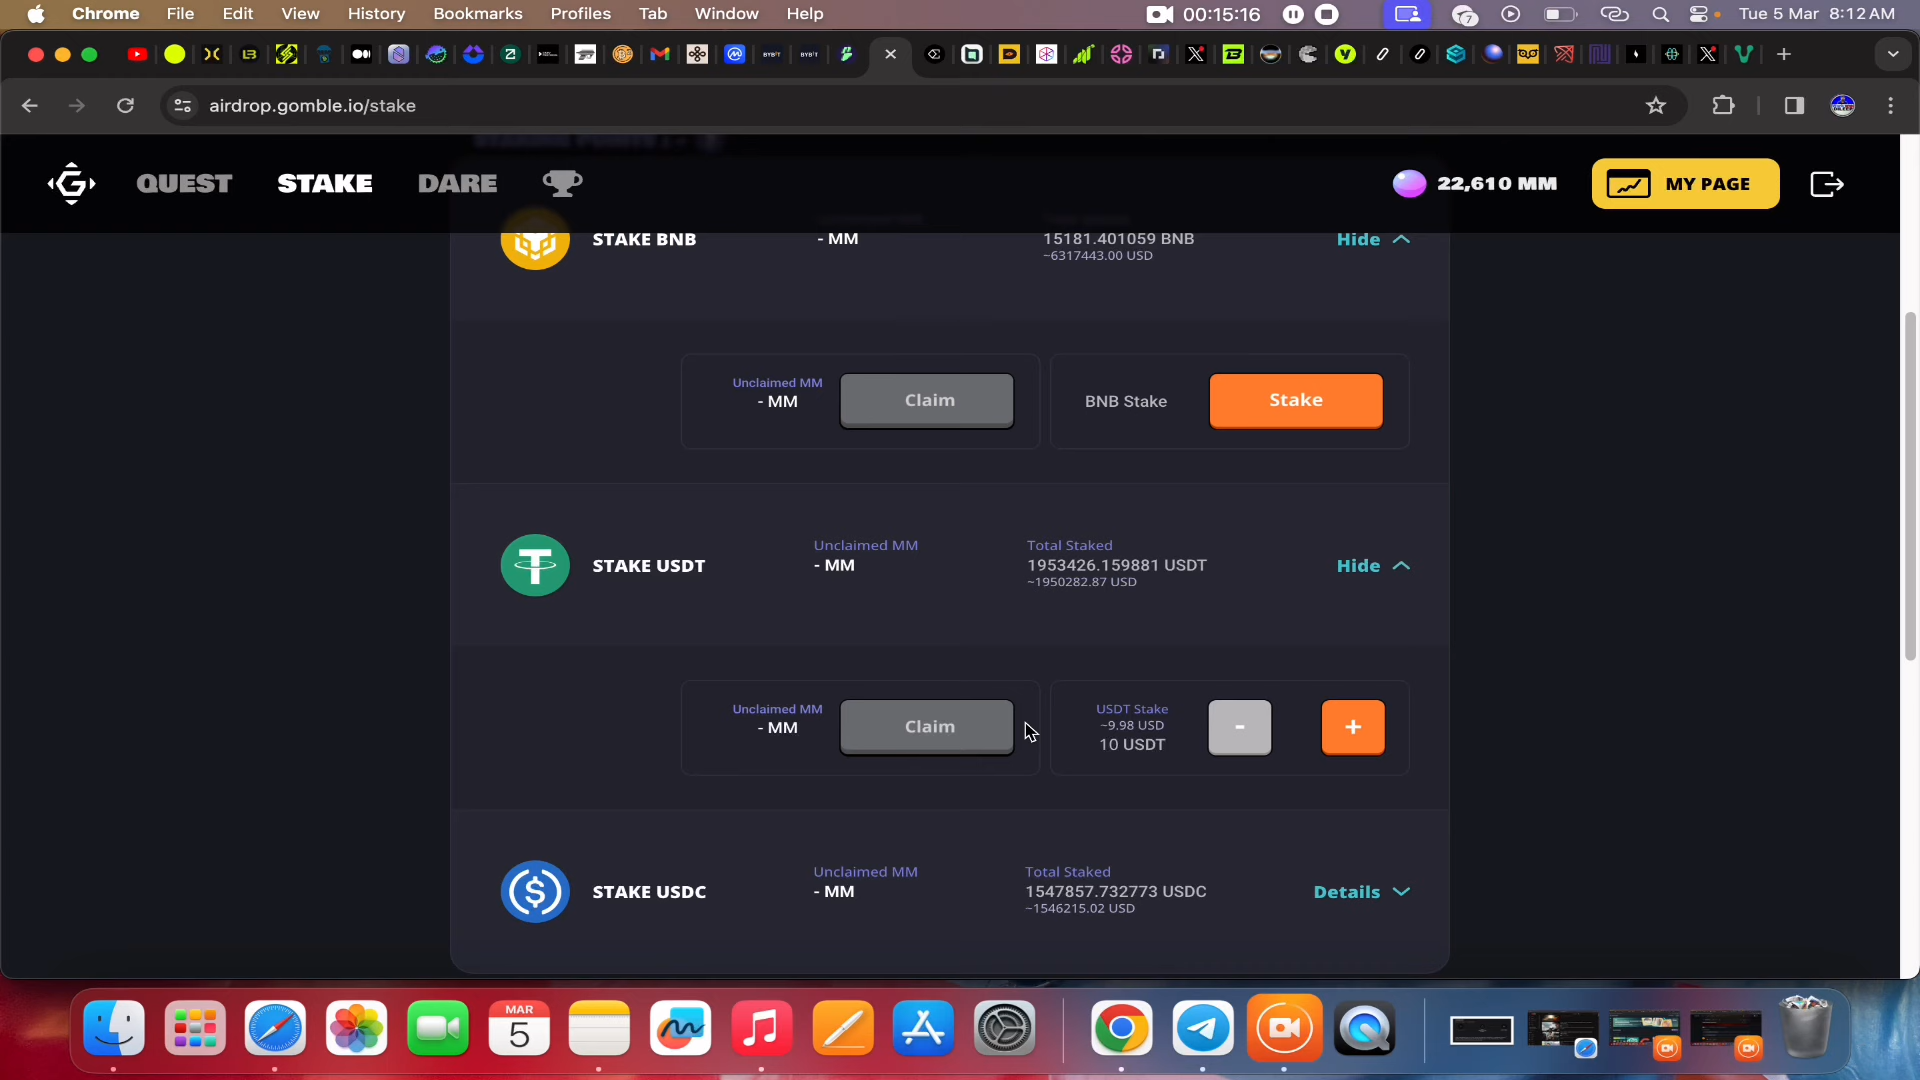 Chrome File Edit View History Bookmarks Profiles Tab Window Help 00:15:16 7 Tue 5 Mar 8:12 AM
airdrop.gomble.io/stake
QUEST STAKE DARE 22,610 MM MY PAGE
STAKE BNB - MM 15181.401059 BNB Hide
~6317443.00 USD
Unclaimed MM
- MM
Claim
BNB Stake
Stake
Unclaimed MM Total Staked
STAKE USDT - MM 1953426.159881 USDT Hide
~1950282.87 USD
Unclaimed MM
- MM
Claim
USDT Stake
~9.98 USD
10 USDT
- +
Unclaimed MM Total Staked
STAKE USDC - MM 1547857.732773 USDC Details
~1546215.02 USD
MAR
5